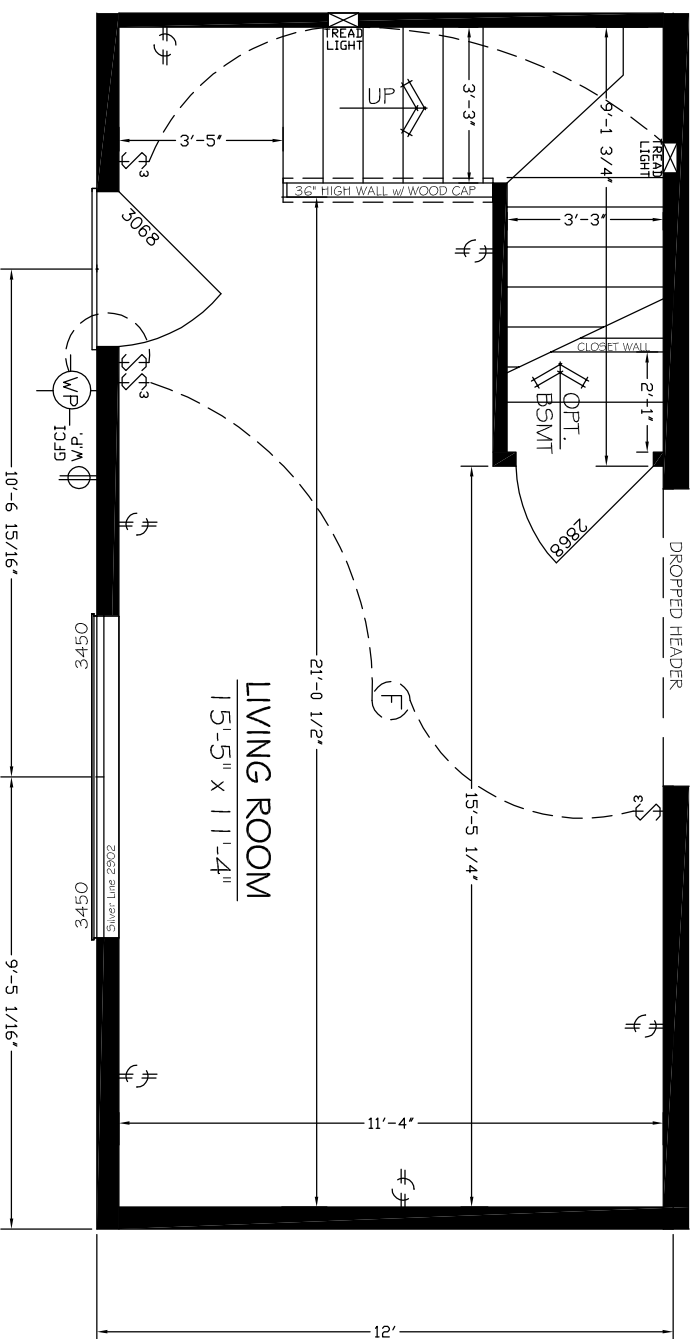 TREAD
LIGHT
UP
3'-3"
9'-1 3/4"
TREAD
LIGHT
3'-5"
3
36" HIGH WALL w/ WOOD CAP
3'-3"
3068
CLOSET WALL
2'-1"
OPT.
BSMT
3
WP
GFCI
W.P.
2868
DROPPED HEADER
10'-6 15/16"
3450
21'-0 1/2"
F
LIVING ROOM
15'-5" x 11'-4"
15'-5 1/4"
3
3450
Silver Line 2902
9'-5 1/16"
11'-4"
12'